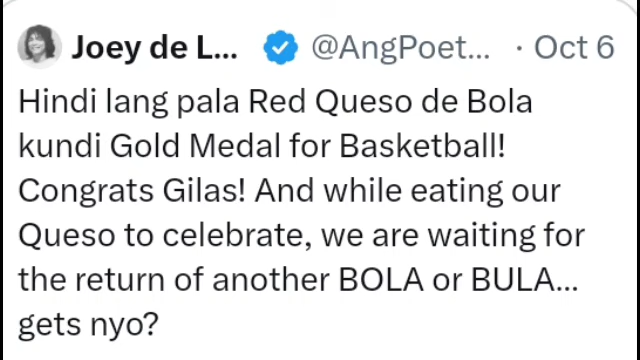 Joey de L... @AngPoet... · Oct 6
Hindi lang pala Red Queso de Bola
kundi Gold Medal for Basketball!
Congrats Gilas! And while eating our
Queso to celebrate, we are waiting for
the return of another BOLA or BULA...
gets nyo?